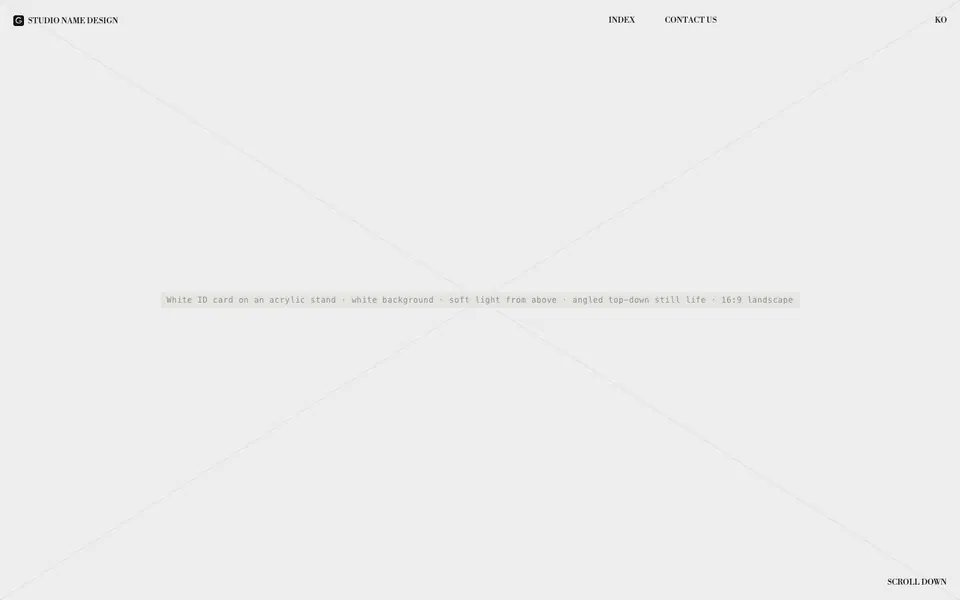 G STUDIO NAME DESIGN
INDEX
CONTACT US
KO
White ID card on an acrylic stand · white background · soft light from above · angled top-down still life · 16:9 landscape
SCROLL DOWN